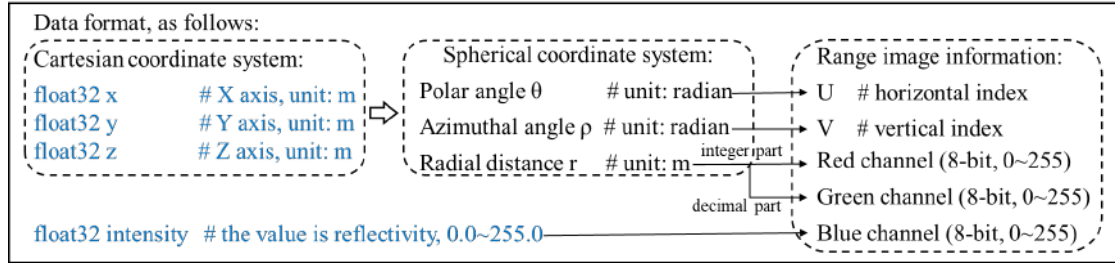 Data format, as follows:
Cartesian coordinate system:
float32 x # X axis, unit: m
float32 y # Y axis, unit: m
float32 z # Z axis, unit: m
float32 intensity # the value is reflectivity, 0.0~255.0
Spherical coordinate system:
Polar angle θ # unit: radian
Azimuthal angle ρ # unit: radian
Radial distance r # unit: m
integer part
decimal part
Range image information:
U # horizontal index
V # vertical index
Red channel (8-bit, 0~255)
Green channel (8-bit, 0~255)
Blue channel (8-bit, 0~255)